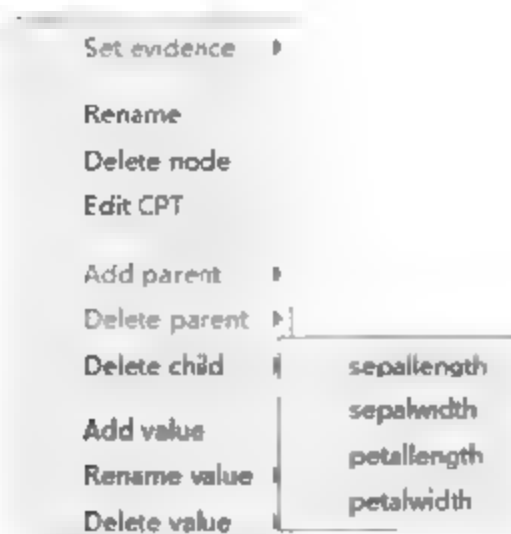 Set evidence
Rename
Delete node
Edit CPT
Add parent
Delete parent
Delete child
sepallength
sepalwidth
petallength
petalwidth
Add value
Rename value
Delete value